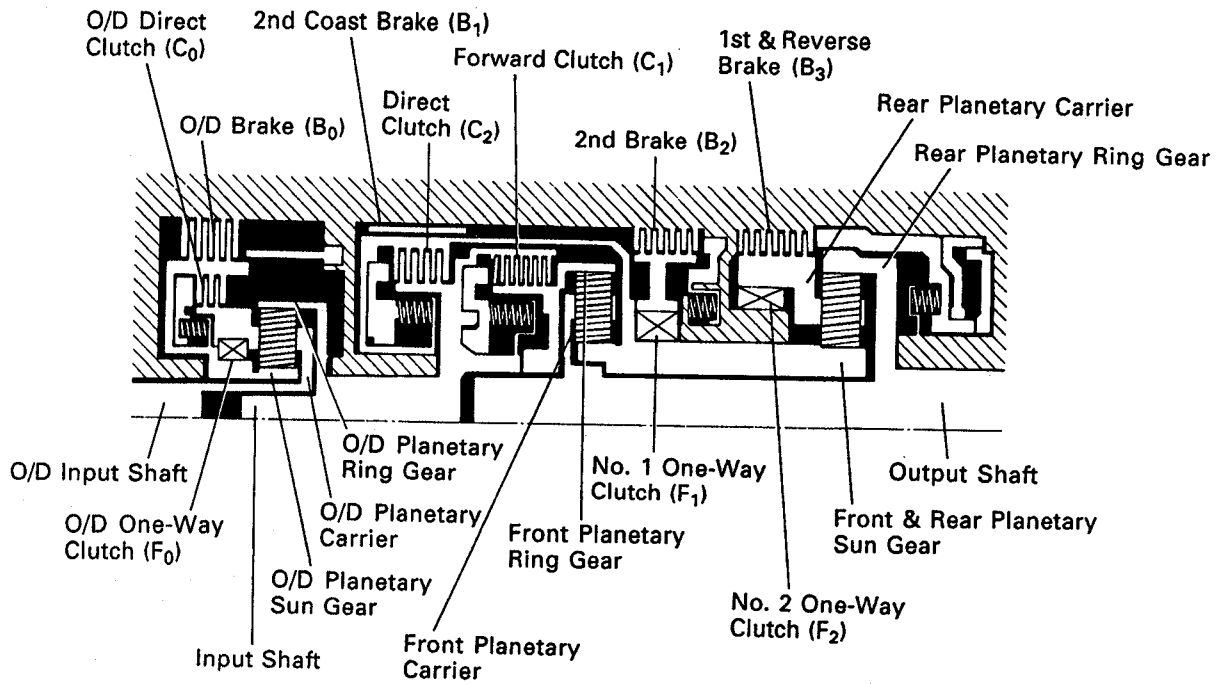 O/D Direct
Clutch (C0)
2nd Coast Brake (B1)
Forward Clutch (C1)
1st & Reverse
Brake (B3)
Direct
Clutch (C2)
O/D Brake (B0)
2nd Brake (B2)
Rear Planetary Carrier
Rear Planetary Ring Gear
O/D Input Shaft
O/D One-Way
Clutch (F0)
O/D Planetary
Ring Gear
O/D Planetary
Carrier
O/D Planetary
Sun Gear
Input Shaft
No. 1 One-Way
Clutch (F1)
Front Planetary
Ring Gear
Front Planetary
Carrier
Output Shaft
Front & Rear Planetary
Sun Gear
No. 2 One-Way
Clutch (F2)